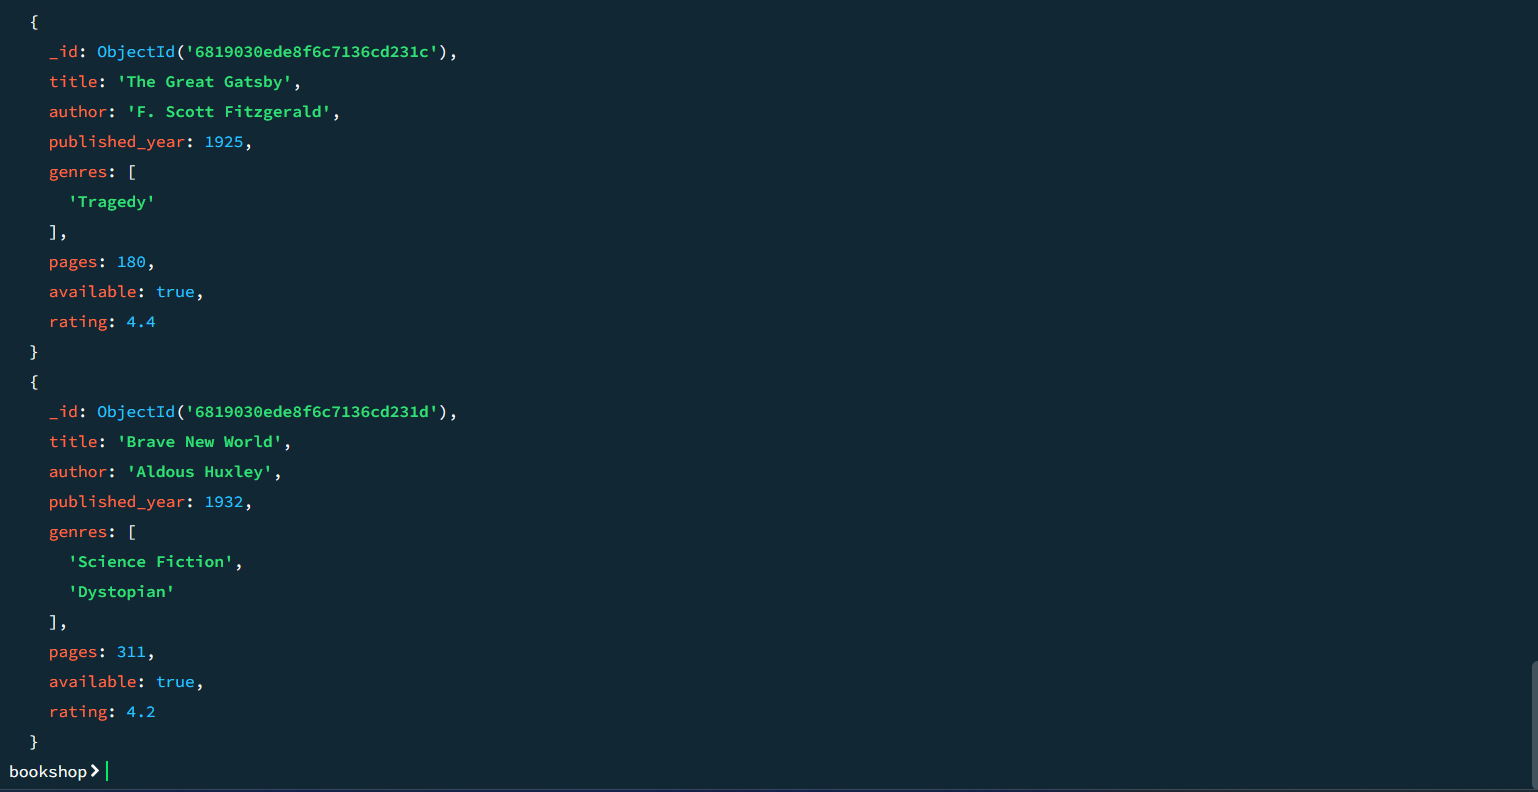 {
_id: ObjectId('6819030ede8f6c7136cd231c'),
title: 'The Great Gatsby',
author: 'F. Scott Fitzgerald',
published_year: 1925,
genres: [
'Tragedy'
],
pages: 180,
available: true,
rating: 4.4
}
{
_id: ObjectId('6819030ede8f6c7136cd231d'),
title: 'Brave New World',
author: 'Aldous Huxley',
published_year: 1932,
genres: [
'Science Fiction',
'Dystopian'
],
pages: 311,
available: true,
rating: 4.2
}
bookshop>